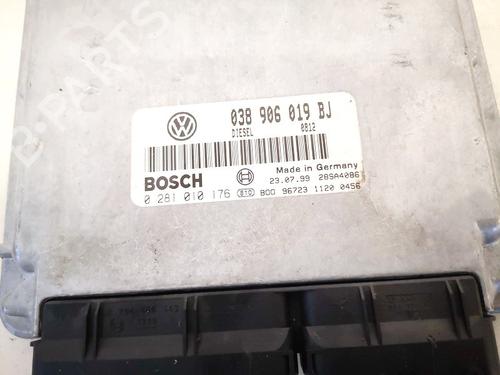 B-PARTS
038 906 019 BJ
DIESEL 0812
BOSCH
Made in Germany
0 281 010 176
23.07.99 28SA4086
B00 96723 1120 0456